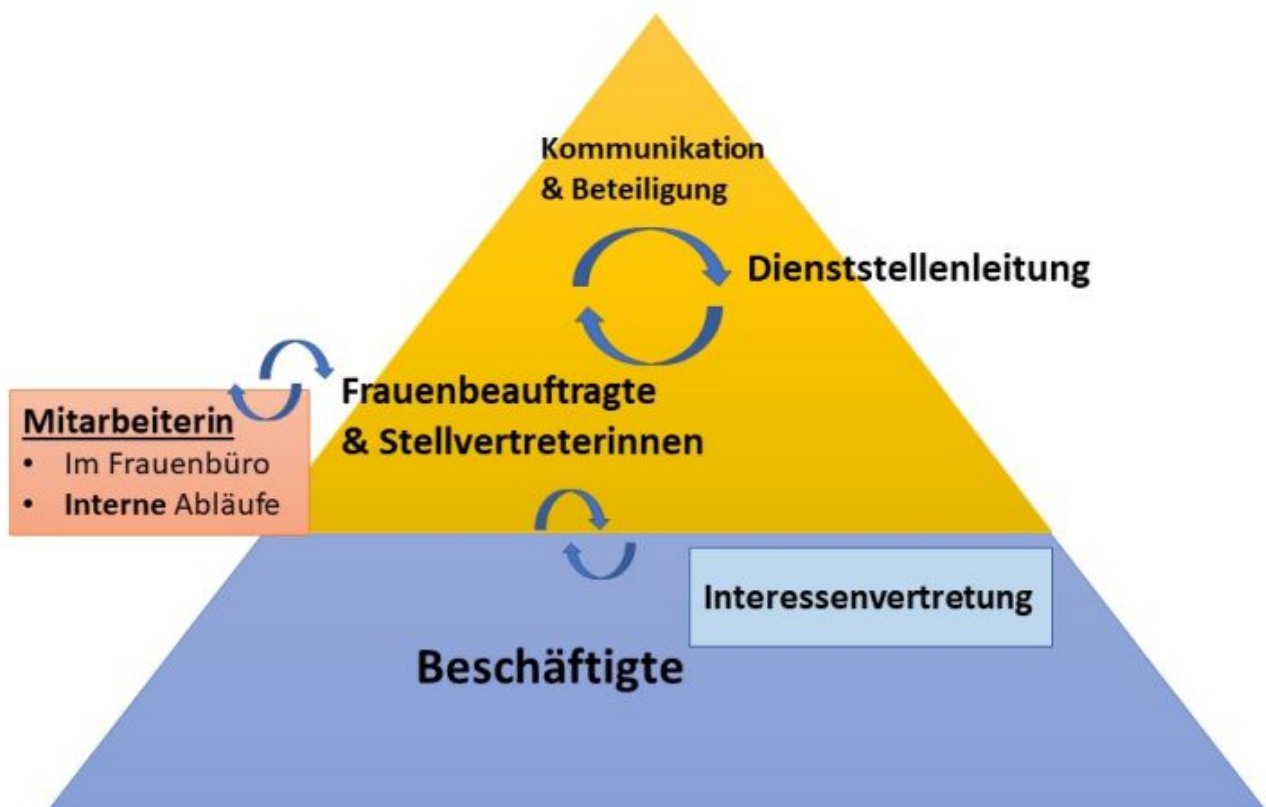 Kommunikation
& Beteiligung
Dienststellenleitung
Frauenbeauftragte
& Stellvertreterinnen
Mitarbeiterin
• Im Frauenbüro
• Interne Abläufe
Interessenvertretung
Beschäftigte